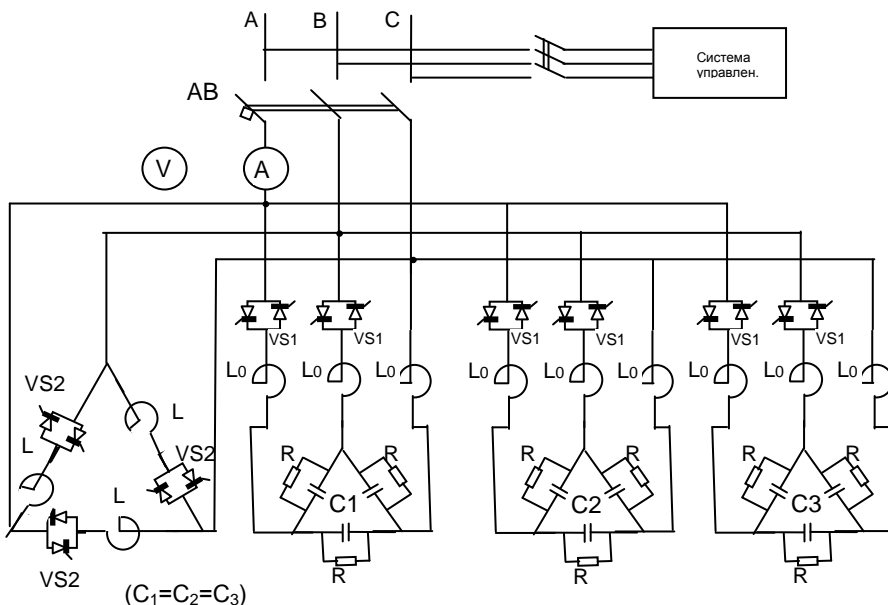 A B C
Система
управлен.
АВ
V A
VS1 VS1 VS1 VS1 VS1 VS1
L0 L0 L0 L0 L0 L0 L0 L0 L0
VS2 L
L VS2
R R R R R R
C1 C2 C3
L
R R R
VS2
(C₁=C₂=C₃)